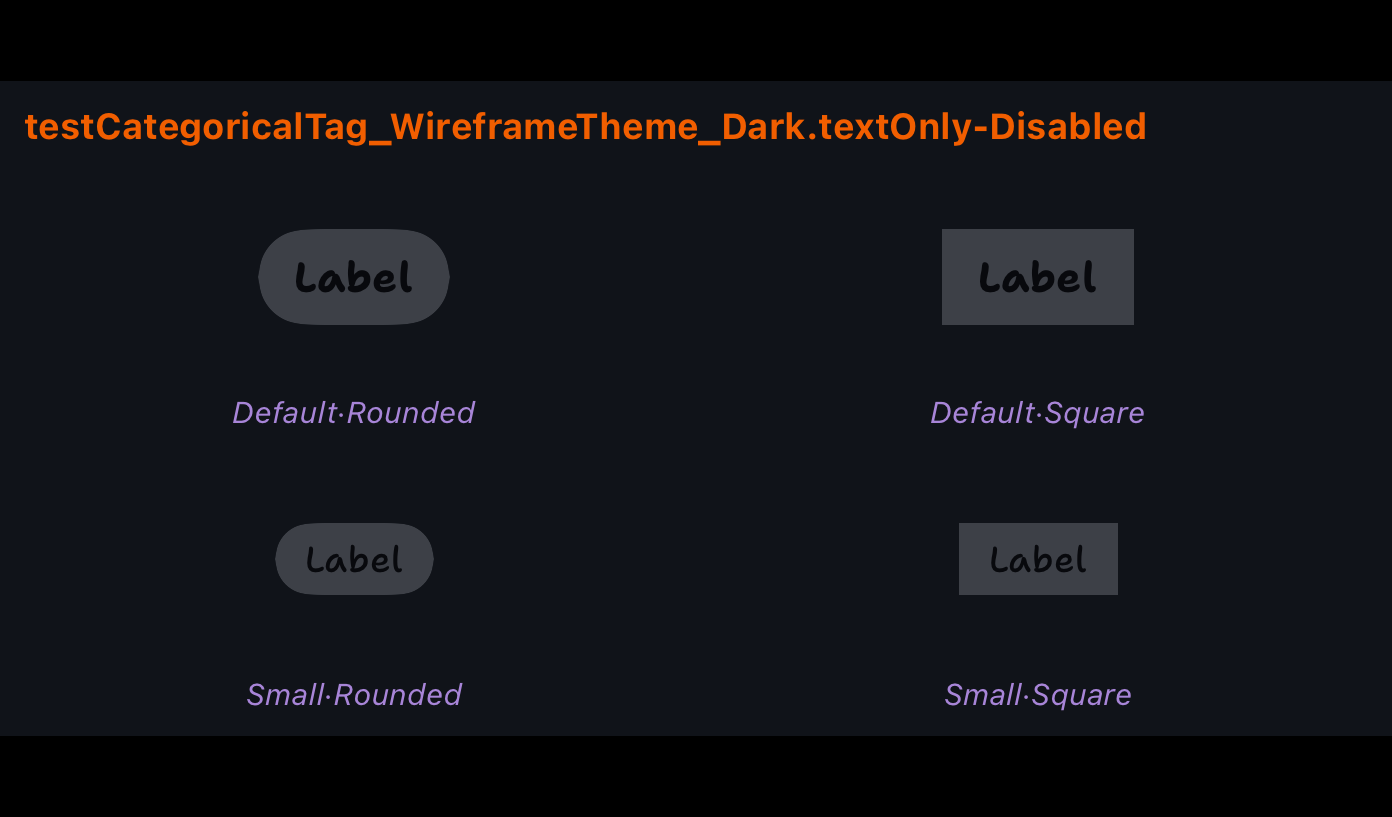 testCategoricalTag_WireframeTheme_Dark.textOnly-Disabled
Label
Label
Default·Rounded
Default·Square
Label
Label
Small·Rounded
Small·Square